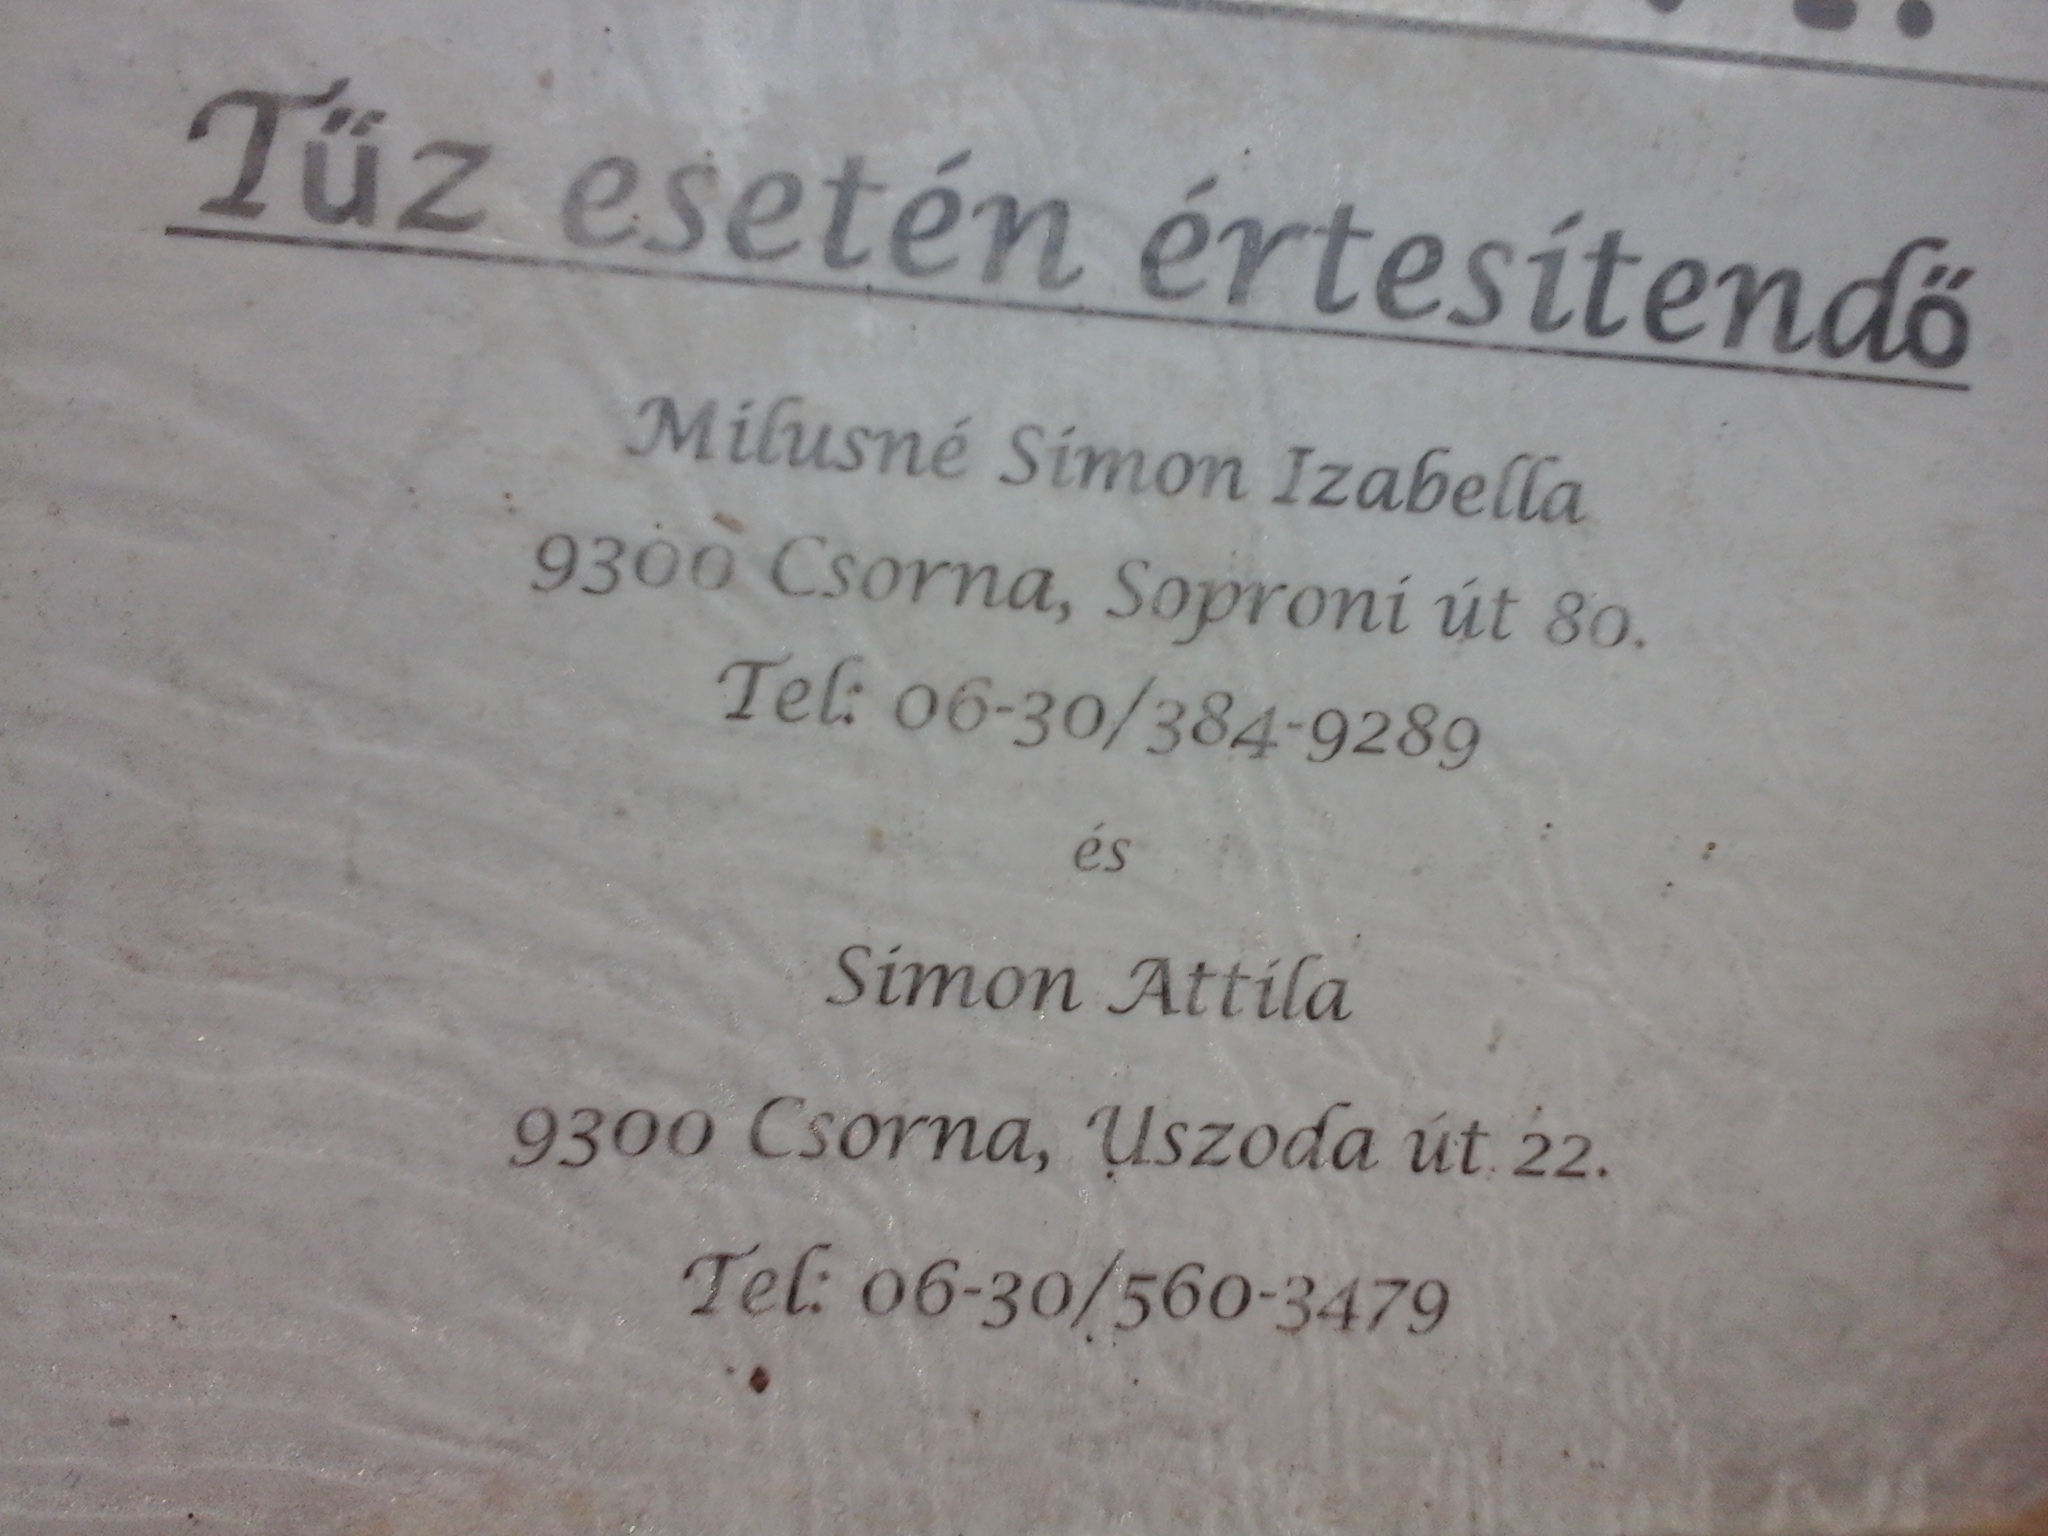 Tűz esetén értesítendő
Milusné Simon Izabella
9300 Csorna, Soproni út 80.
Tel: 06-30/384-9289
és
Simon Attila
9300 Csorna, Uszoda út 22.
Tel: 06-30/560-3479